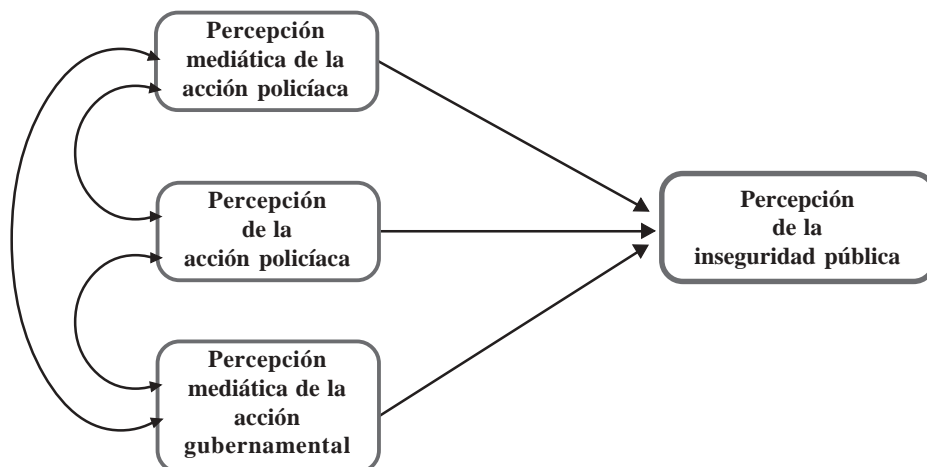 Percepción
mediática de la
acción policíaca
Percepción
de la
acción policíaca
Percepción
de la
inseguridad pública
Percepción
mediática de la
acción
gubernamental